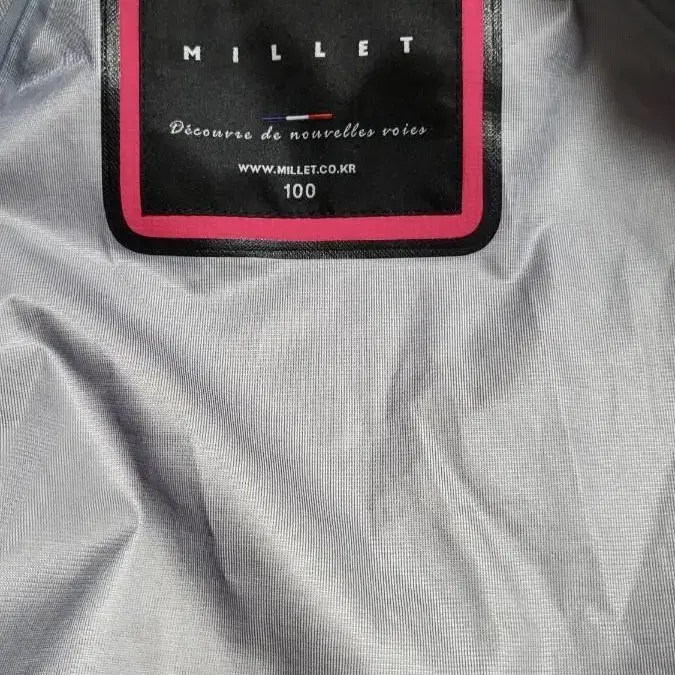 MILLET
Découvre de nouvelles voies
WWW.MILLET.CO.KR
100